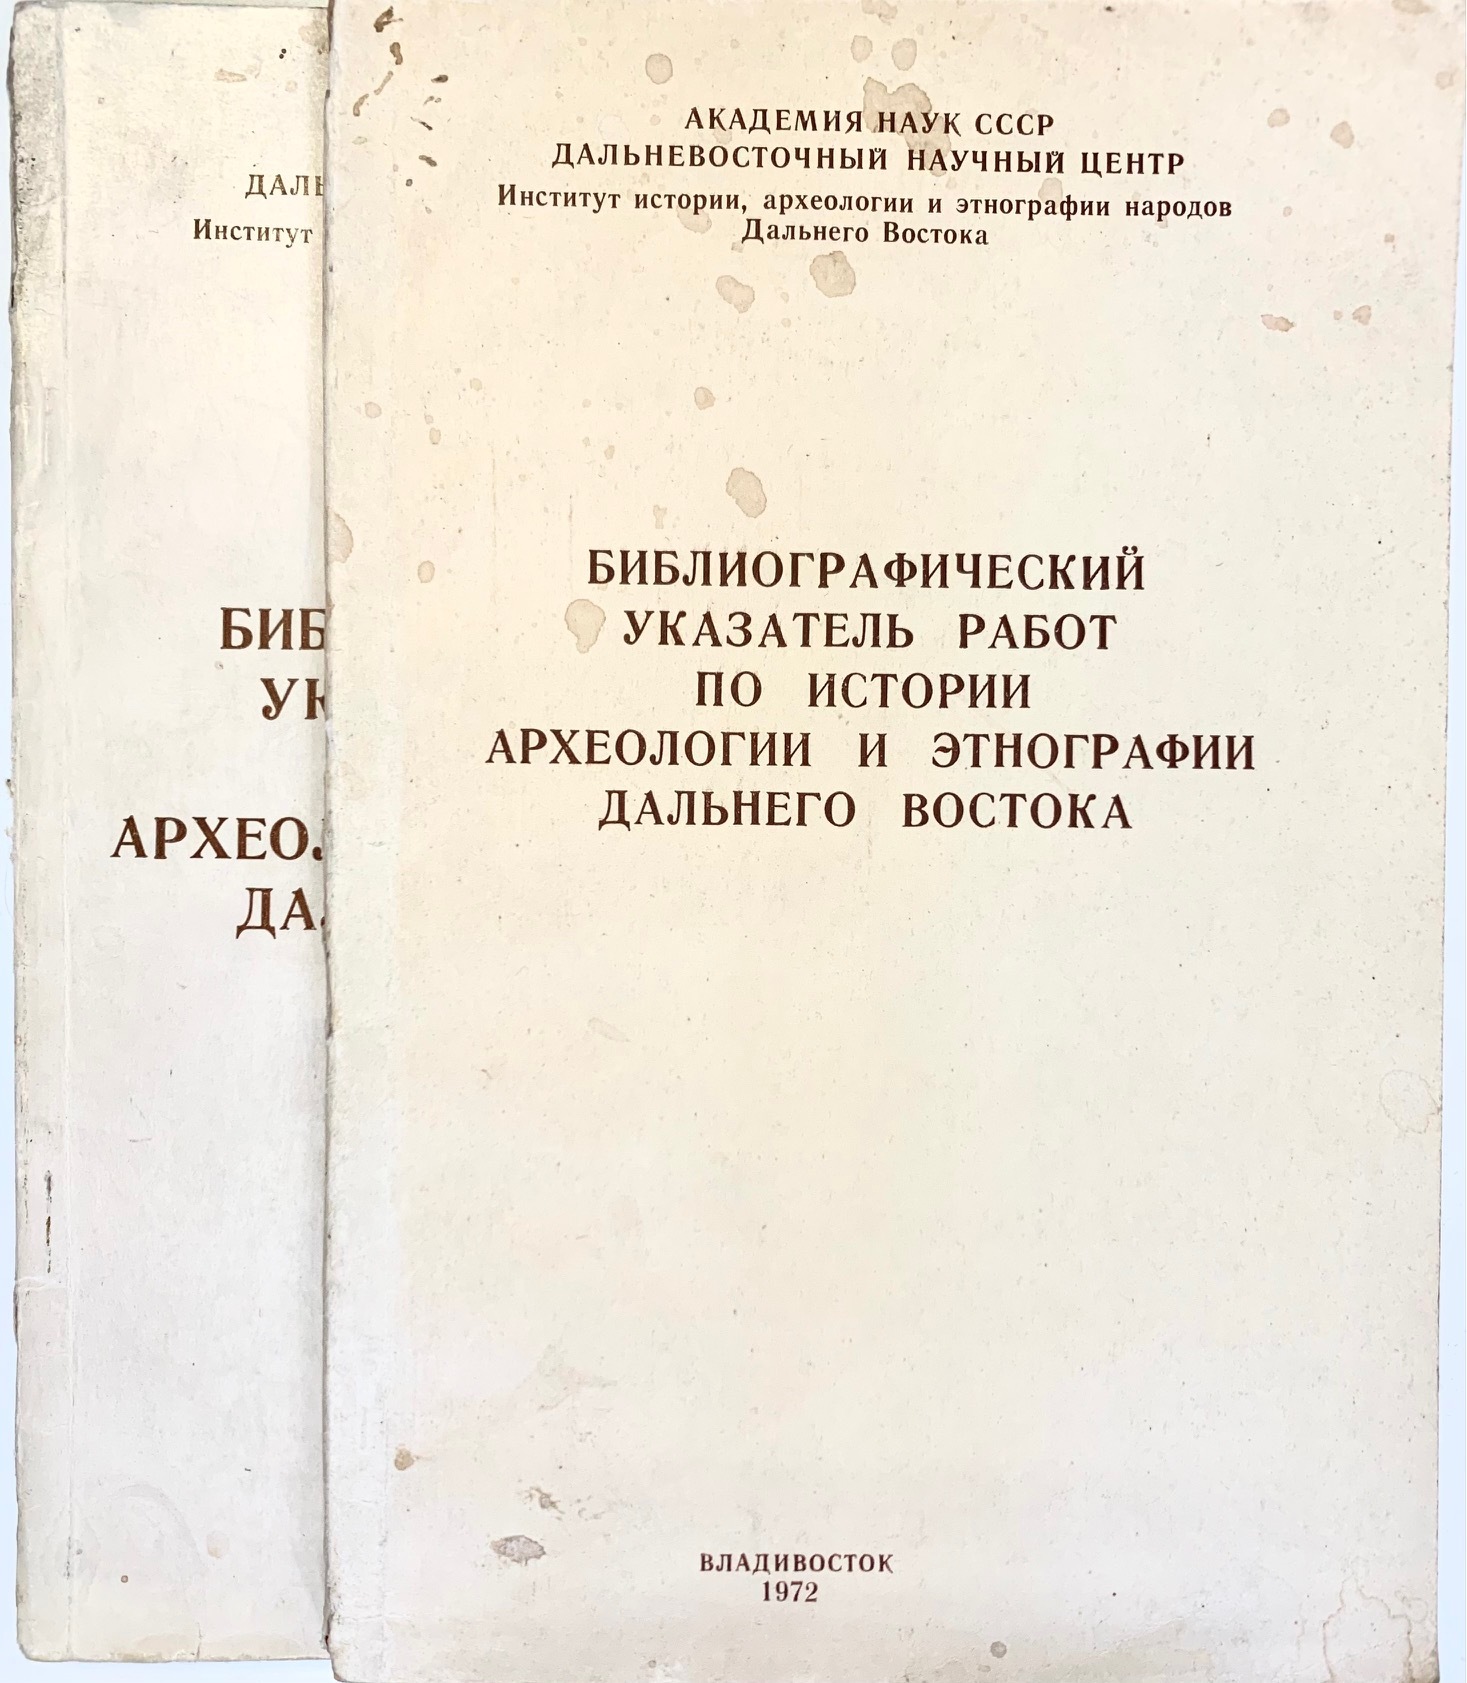 АКАДЕМИЯ НАУК СССР
ДАЛЬНЕВОСТОЧНЫЙ НАУЧНЫЙ ЦЕНТР
Институт истории, археологии и этнографии народов
Дальнего Востока
БИБЛИОГРАФИЧЕСКИЙ
УКАЗАТЕЛЬ РАБОТ
ПО ИСТОРИИ
АРХЕОЛОГИИ И ЭТНОГРАФИИ
ДАЛЬНЕГО ВОСТОКА
ВЛАДИВОСТОК
1972
Институт